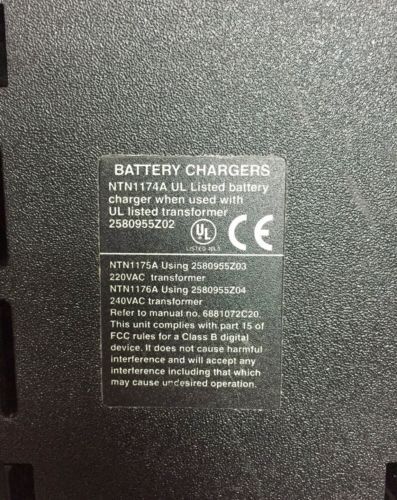 BATTERY CHARGERS
NTN1174A UL Listed battery
charger when used with
UL listed transformer
2580955Z02
UL
CE
NTN1175A Using 2580955Z03
220VAC transformer
NTN1176A Using 2580955Z04
240VAC transformer
Refer to manual no. 6881072C20.
This unit complies with part 15 of
FCC rules for a Class B digital
device. It does not cause harmful
interference and will accept any
interference including that which
may cause undesired operation.